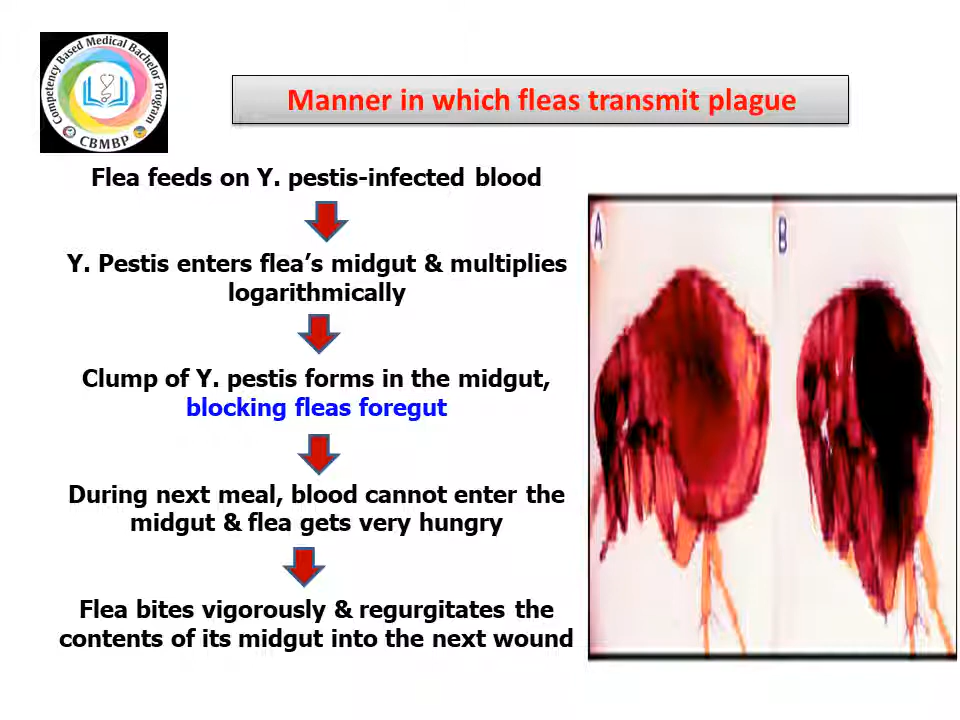 Competency Based Medical Bachelor Program
CBMBP
Manner in which fleas transmit plague
Flea feeds on Y. pestis-infected blood
Y. Pestis enters flea’s midgut & multiplies
logarithmically
Clump of Y. pestis forms in the midgut,
blocking fleas foregut
During next meal, blood cannot enter the
midgut & flea gets very hungry
Flea bites vigorously & regurgitates the
contents of its midgut into the next wound
A
B